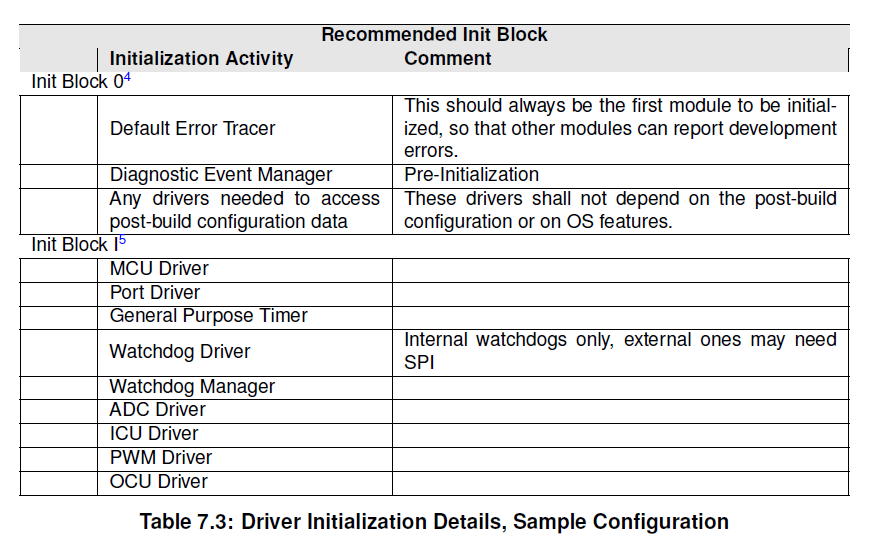 Recommended Init Block
Initialization Activity Comment
Init Block 0⁴
Default Error Tracer
This should always be the first module to be initial-
ized, so that other modules can report development
errors.
Diagnostic Event Manager Pre-Initialization
Any drivers needed to access
post-build configuration data
These drivers shall not depend on the post-build
configuration or on OS features.
Init Block I⁵
MCU Driver
Port Driver
General Purpose Timer
Watchdog Driver
Internal watchdogs only, external ones may need
SPI
Watchdog Manager
ADC Driver
ICU Driver
PWM Driver
OCU Driver
Table 7.3: Driver Initialization Details, Sample Configuration